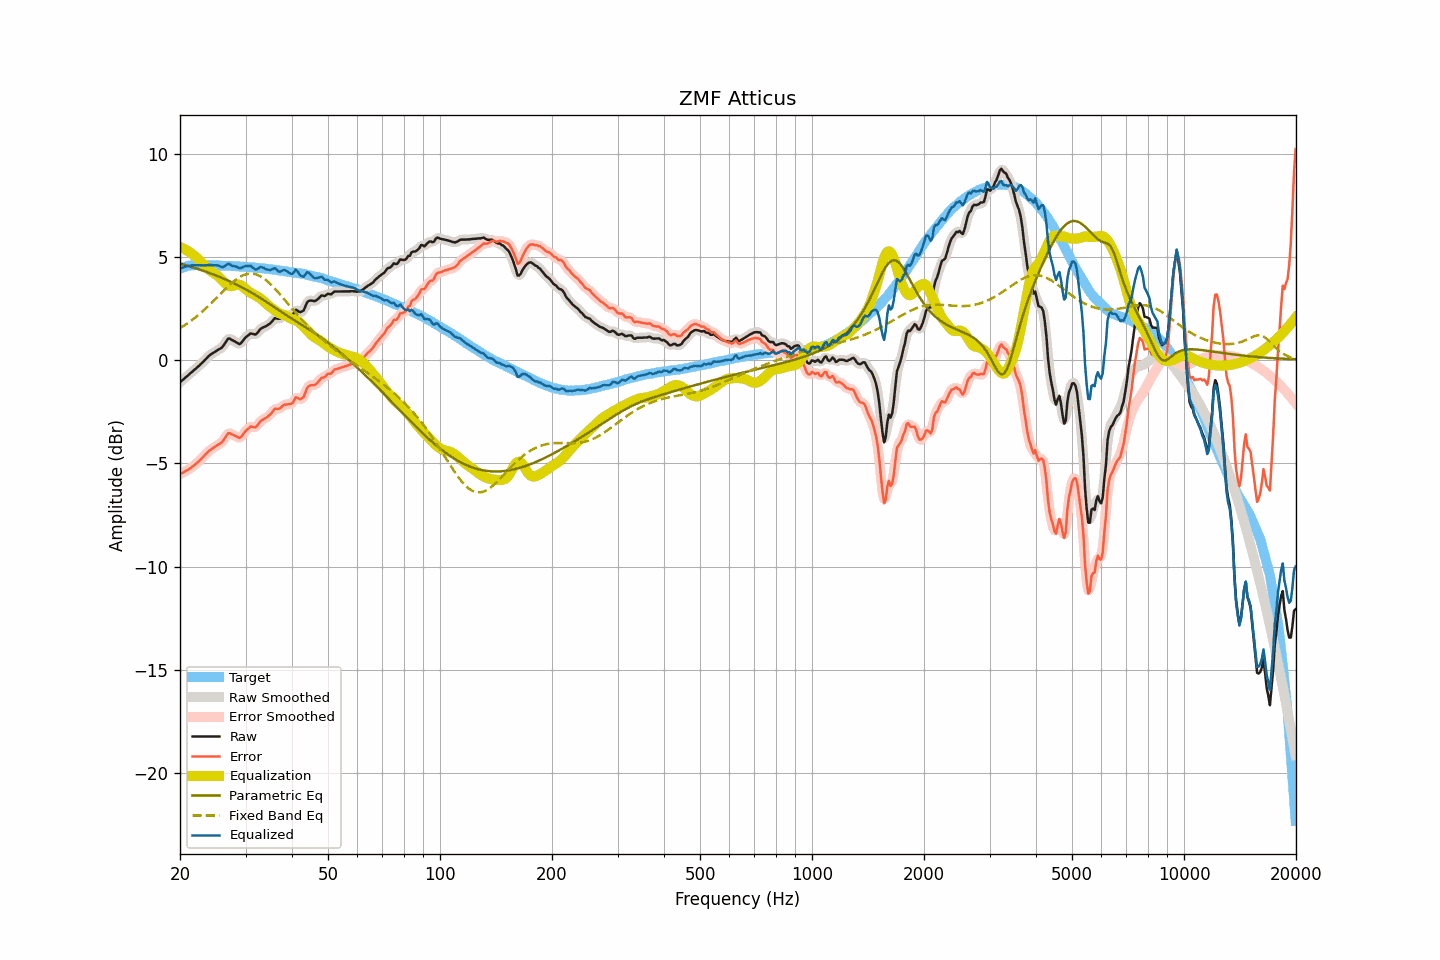 ZMF Atticus
Amplitude (dBr)
10
5
0
−5
−10
−15
−20
Target
Raw Smoothed
Error Smoothed
Raw
Error
Equalization
Parametric Eq
Fixed Band Eq
Equalized
20 50 100 200 500 1000 2000 5000 10000 20000
Frequency (Hz)